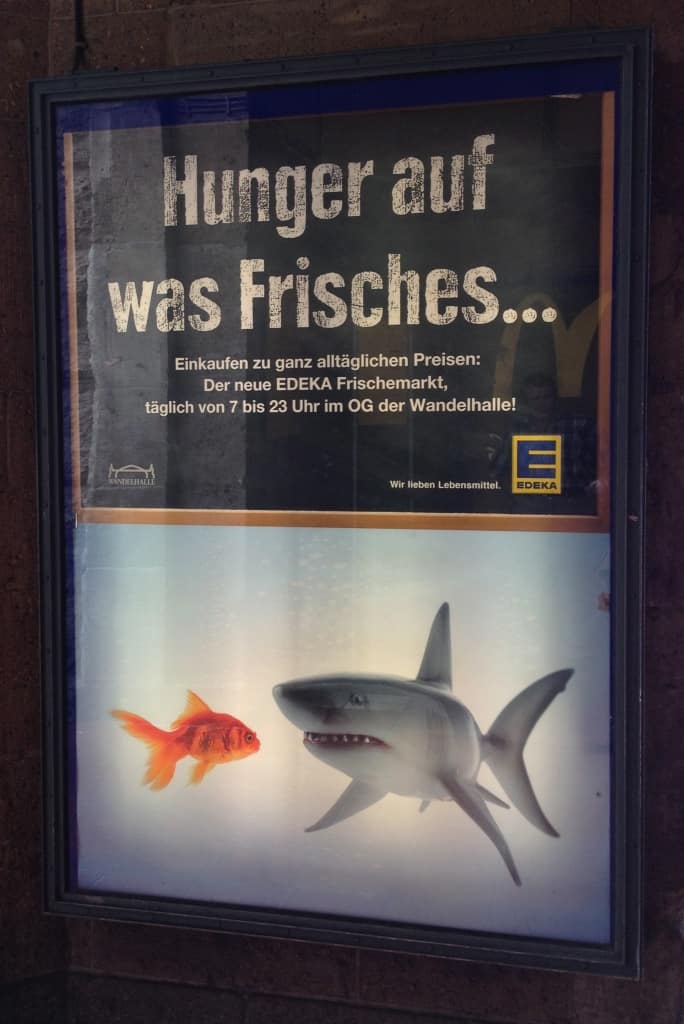 Hunger auf
was Frisches...
Einkaufen zu ganz alltäglichen Preisen:
Der neue EDEKA Frischemarkt,
täglich von 7 bis 23 Uhr im OG der Wandelhalle!
WANDELHALLE
Wir lieben Lebensmittel.
E
EDEKA